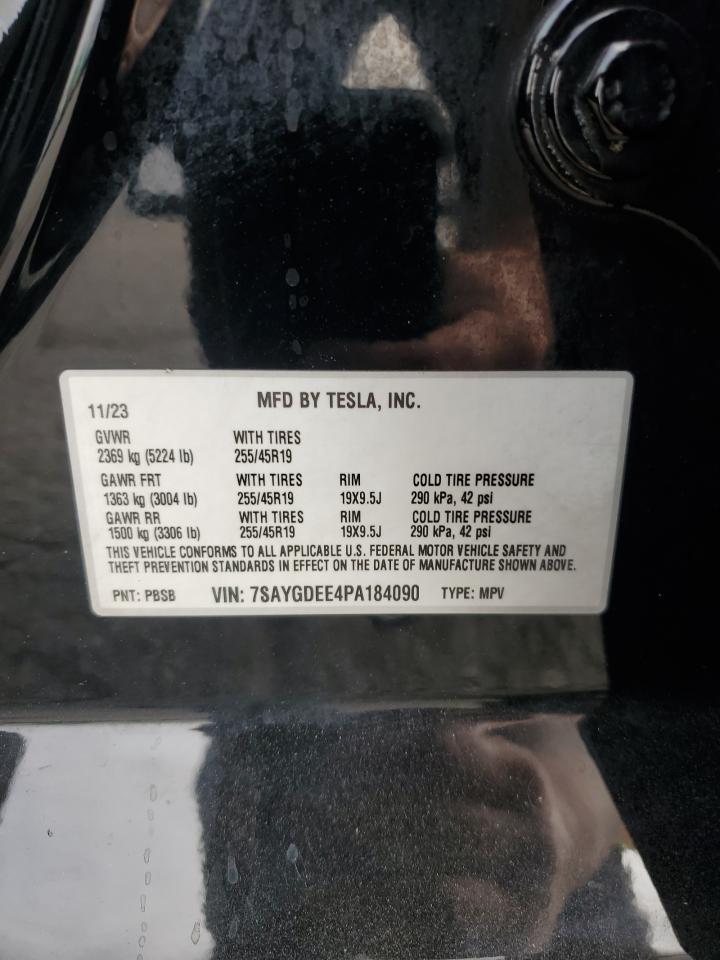 MFD BY TESLA, INC.
11/23
GVWR WITH TIRES
2369 kg (5224 lb) 255/45R19
GAWR FRT WITH TIRES RIM COLD TIRE PRESSURE
1363 kg (3004 lb) 255/45R19 19X9.5J 290 kPa, 42 psi
GAWR RR WITH TIRES RIM COLD TIRE PRESSURE
1500 kg (3306 lb) 255/45R19 19X9.5J 290 kPa, 42 psi
THIS VEHICLE CONFORMS TO ALL APPLICABLE U.S. FEDERAL MOTOR VEHICLE SAFETY AND
THEFT PREVENTION STANDARDS IN EFFECT ON THE DATE OF MANUFACTURE SHOWN ABOVE.
PNT: PBSB VIN: 7SAYGDEE4PA184090 TYPE: MPV